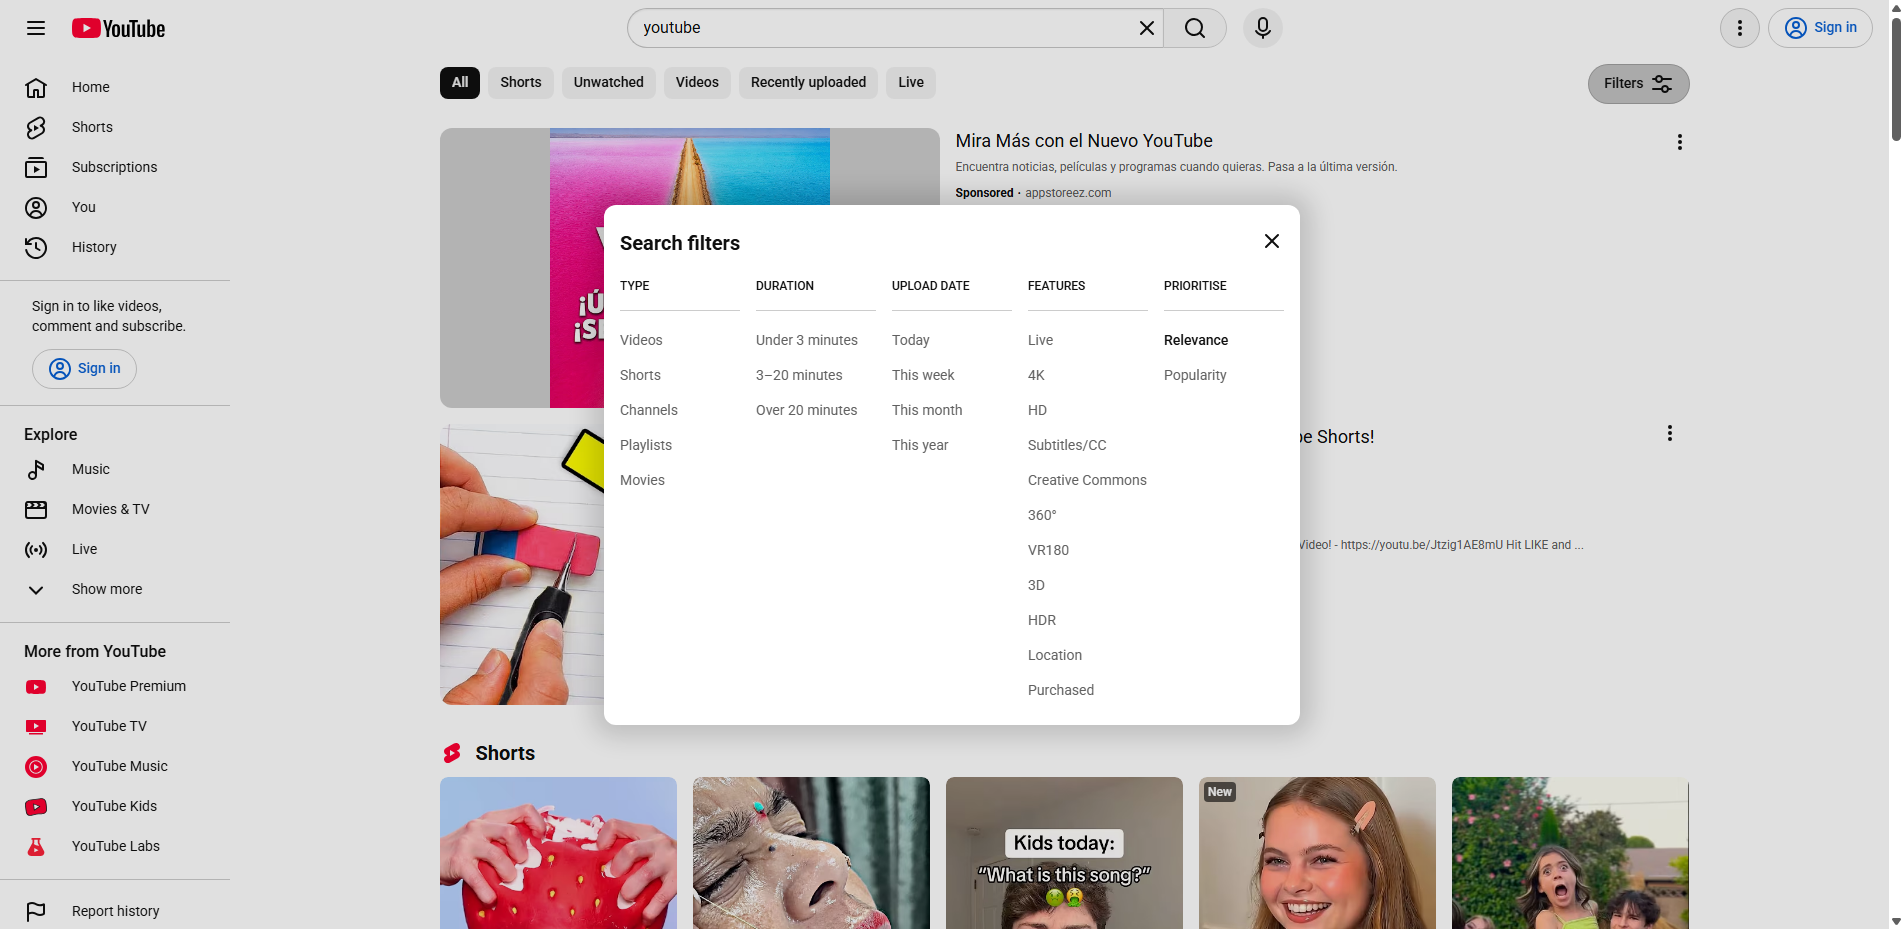 YouTube
youtube
Sign in
Home
Shorts
Subscriptions
You
History
Sign in to like videos,
comment and subscribe.
Sign in
Explore
Music
Movies & TV
Live
Show more
More from YouTube
YouTube Premium
YouTube TV
YouTube Music
YouTube Kids
YouTube Labs
Report history
All
Shorts
Unwatched
Videos
Recently uploaded
Live
Filters
Mira Más con el Nuevo YouTube
Encuentra noticias, películas y programas cuando quieras. Pasa a la última versión.
Sponsored · appstoreez.com
Search filters
TYPE
Videos
Shorts
Channels
Playlists
Movies
DURATION
Under 3 minutes
3–20 minutes
Over 20 minutes
UPLOAD DATE
Today
This week
This month
This year
FEATURES
Live
4K
HD
Subtitles/CC
Creative Commons
360°
VR180
3D
HDR
Location
Purchased
PRIORITISE
Relevance
Popularity
Shorts!
Video! - https://youtu.be/Jtzig1AE8mU Hit LIKE and ...
Shorts
Kids today:
“What is this song?”
New